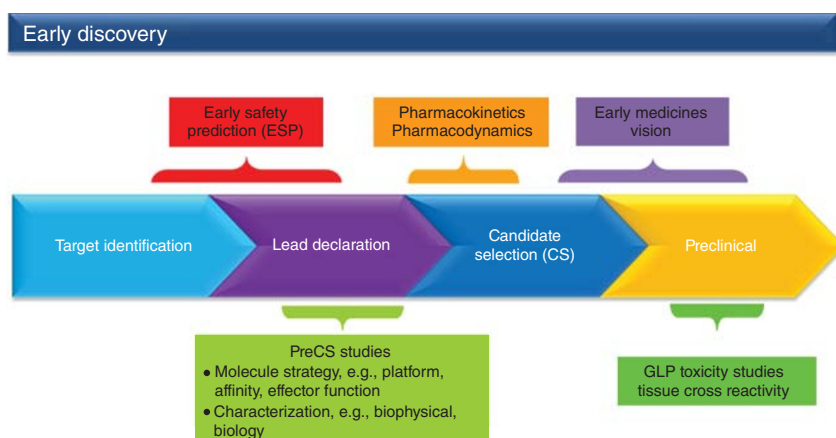 Early discovery
Early safety
prediction (ESP)
Pharmacokinetics
Pharmacodynamics
Early medicines
vision
Target identification
Lead declaration
Candidate
selection (CS)
Preclinical
PreCS studies
• Molecule strategy, e.g., platform,
affinity, effector function
• Characterization, e.g., biophysical,
biology
GLP toxicity studies
tissue cross reactivity